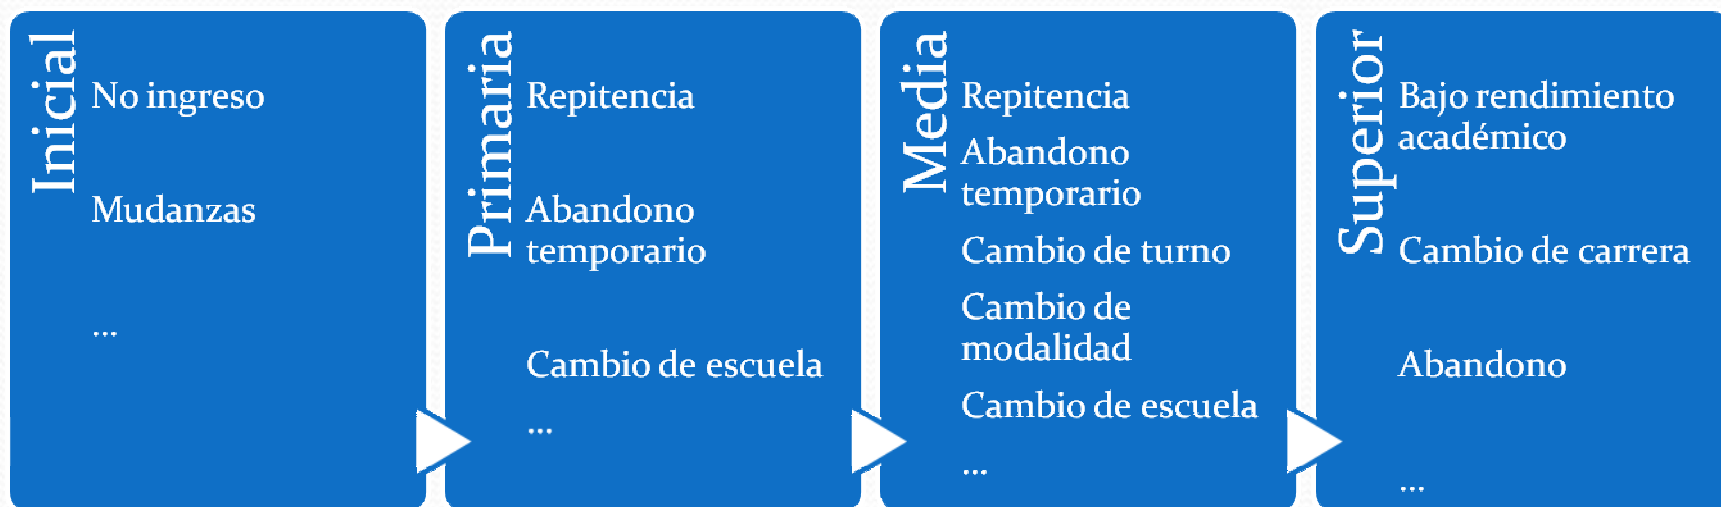 Inicial
No ingreso
Mudanzas
...
Primaria
Repitencia
Abandono
temporario
Cambio de escuela
...
Media
Repitencia
Abandono
temporario
Cambio de turno
Cambio de
modalidad
Cambio de escuela
...
Superior
Bajo rendimiento
académico
Cambio de carrera
Abandono
...